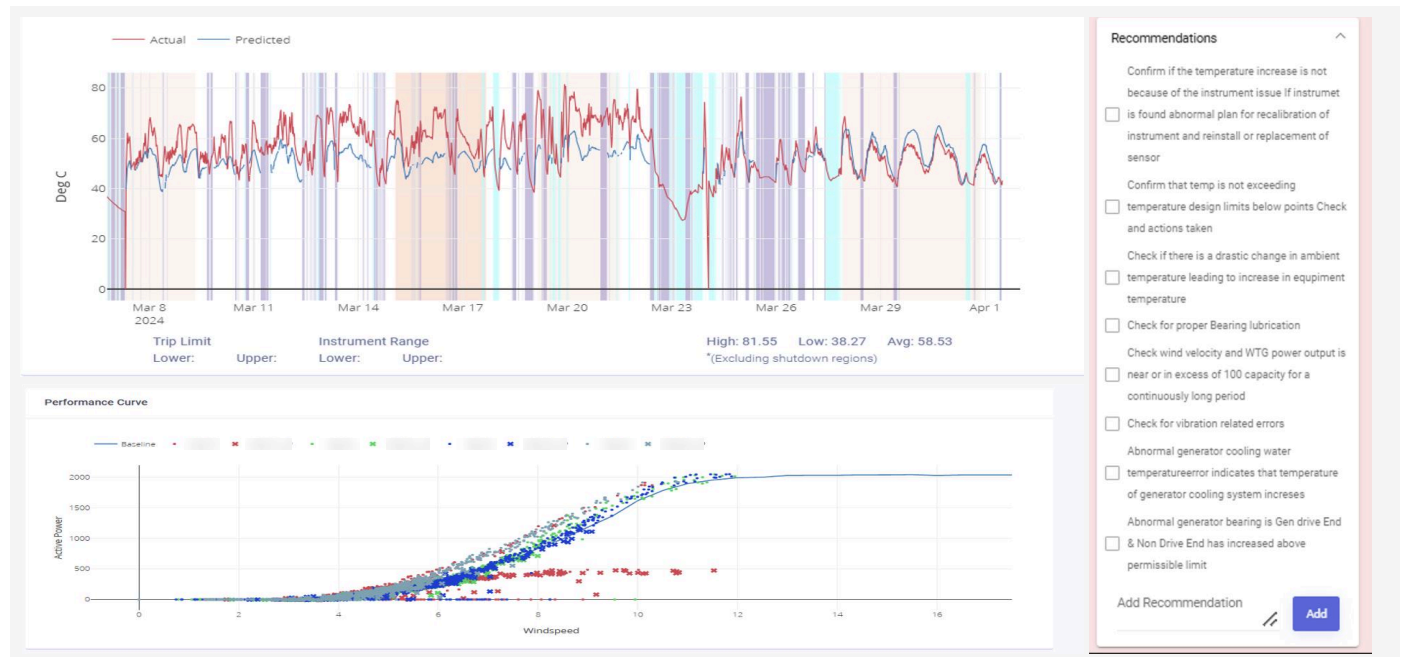 Actual Predicted
80
60
40
20
0
Deg C
Mar 8 Mar 11 Mar 14 Mar 17 Mar 20 Mar 23 Mar 26 Mar 29 Apr 1
2024
Trip Limit Instrument Range High: 81.55 Low: 38.27 Avg: 58.53
Lower: Upper: Lower: Upper: *(Excluding shutdown regions)
Performance Curve
Baseline
2000
1500
1000
500
0
Active Power
0 2 4 6 8 10 12 14 16
Windspeed
Recommendations
Confirm if the temperature increase is not
because of the instrument issue If instrumet
is found abnormal plan for recalibration of
instrument and reinstall or replacement of
sensor
Confirm that temp is not exceeding
temperature design limits below points Check
and actions taken
Check if there is a drastic change in ambient
temperature leading to increase in equpiment
temperature
Check for proper Bearing lubrication
Check wind velocity and WTG power output is
near or in excess of 100 capacity for a
continuously long period
Check for vibration related errors
Abnormal generator cooling water
temperatureerror indicates that temperature
of generator cooling system increses
Abnormal generator bearing is Gen drive End
& Non Drive End has increased above
permissible limit
Add Recommendation
Add